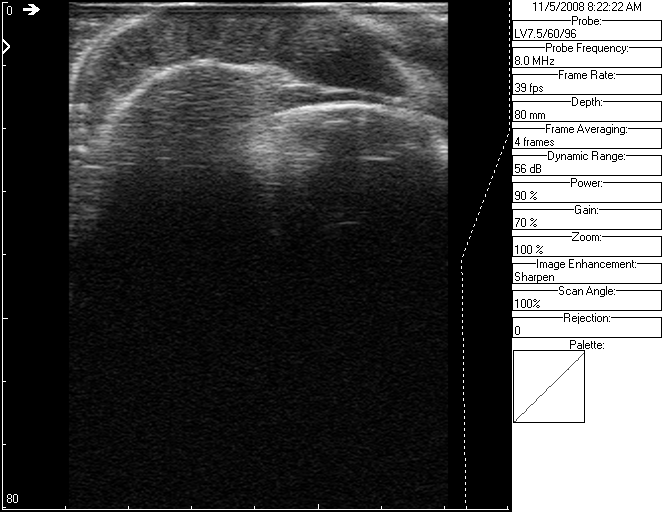 0
80
11/5/2008 8:22:22 AM
Probe:
LV7.5/60/96
Probe Frequency:
8.0 MHz
Frame Rate:
39 fps
Depth:
80 mm
Frame Averaging:
4 frames
Dynamic Range:
56 dB
Power:
90 %
Gain:
70 %
Zoom:
100 %
Image Enhancement:
Sharpen
Scan Angle:
100%
Rejection:
0
Palette: